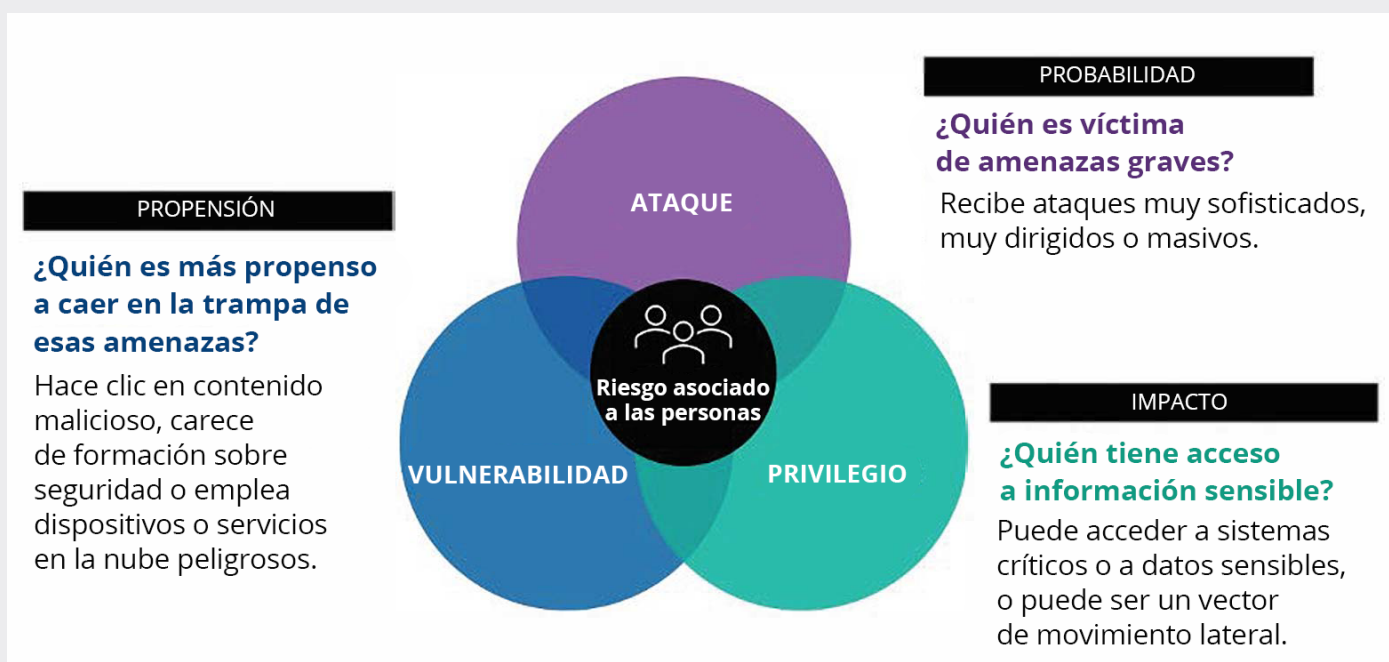 PROPENSIÓN
¿Quién es más propenso
a caer en la trampa de
esas amenazas?
Hace clic en contenido
malicioso, carece
de formación sobre
seguridad o emplea
dispositivos o servicios
en la nube peligrosos.
ATAQUE
Riesgo asociado
a las personas
VULNERABILIDAD
PRIVILEGIO
PROBABILIDAD
¿Quién es víctima
de amenazas graves?
Recibe ataques muy sofisticados,
muy dirigidos o masivos.
IMPACTO
¿Quién tiene acceso
a información sensible?
Puede acceder a sistemas
críticos o a datos sensibles,
o puede ser un vector
de movimiento lateral.